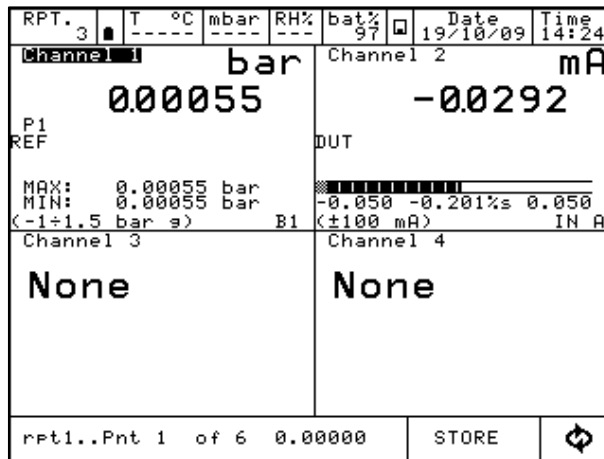 RPT. 3
T °C -----
mbar ----
RH% ---
bat% 97
Date 19/10/09
Time 14:24
Channel 1 bar
0.00055
P1
REF
MAX: 0.00055 bar
MIN: 0.00055 bar
(-1÷1.5 bar g) B1
Channel 2 mA
-0.0292
DUT
-0.050 -0.201%s 0.050
(±100 mA) IN A
Channel 3
None
Channel 4
None
rpt1..Pnt 1 of 6 0.00000
STORE